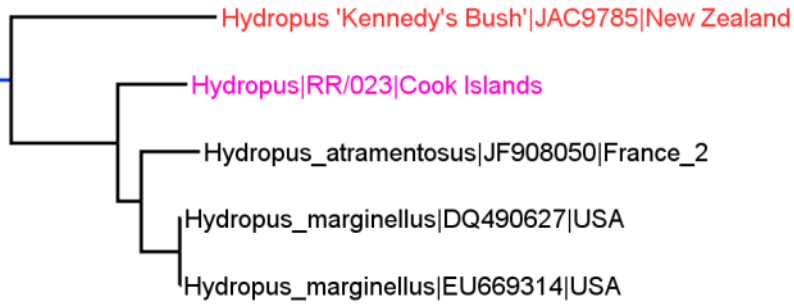 Hydropus 'Kennedy's Bush'|JAC9785|New Zealand
Hydropus|RR/023|Cook Islands
Hydropus_atramentosus|JF908050|France_2
Hydropus_marginellus|DQ490627|USA
Hydropus_marginellus|EU669314|USA